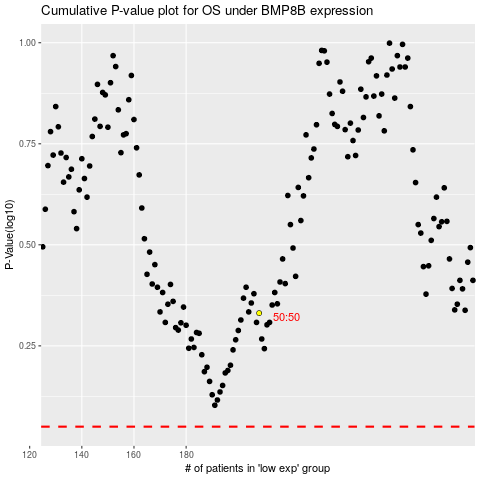 Cumulative P-value plot for OS under BMP8B expression
P-Value(log10)
1.00
0.75
0.50
0.25
50:50
120 140 160 180
# of patients in 'low exp' group